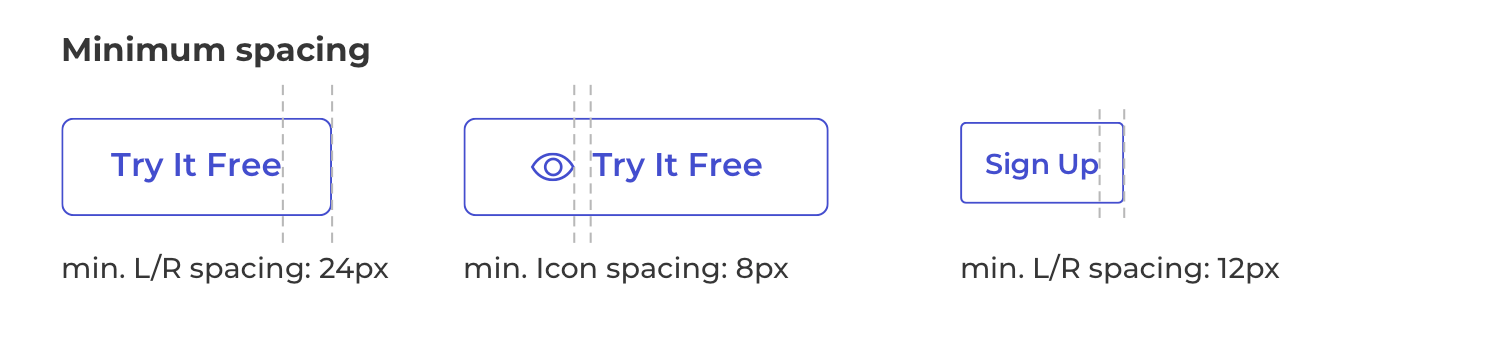 Minimum spacing
Try It Free
Try It Free
Sign Up
min. L/R spacing: 24px
min. Icon spacing: 8px
min. L/R spacing: 12px